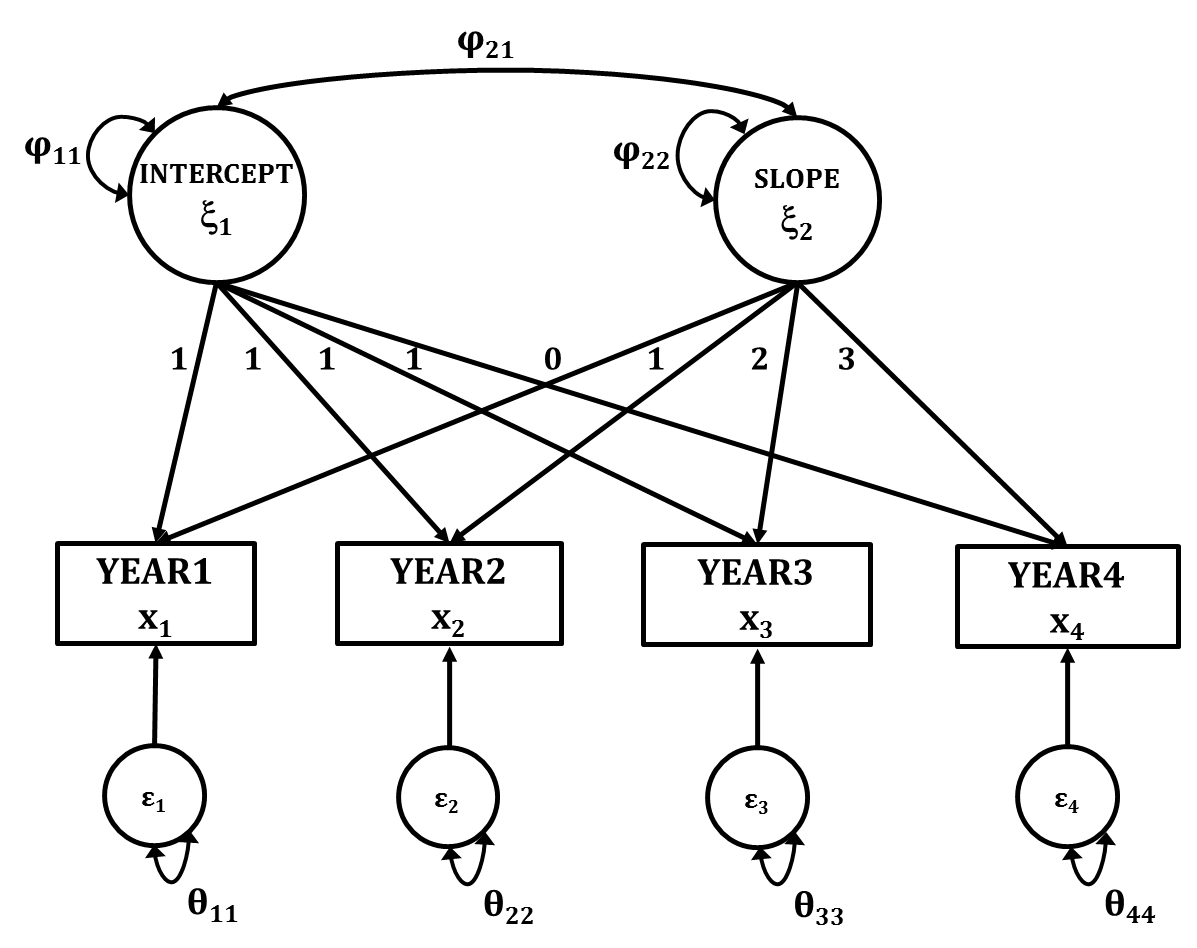 φ21
φ11
INTERCEPT
ξ1
φ22
SLOPE
ξ2
1 1 1 1 0 1 2 3
YEAR1
x1
YEAR2
x2
YEAR3
x3
YEAR4
x4
ε1
ε2
ε3
ε4
θ11
θ22
θ33
θ44